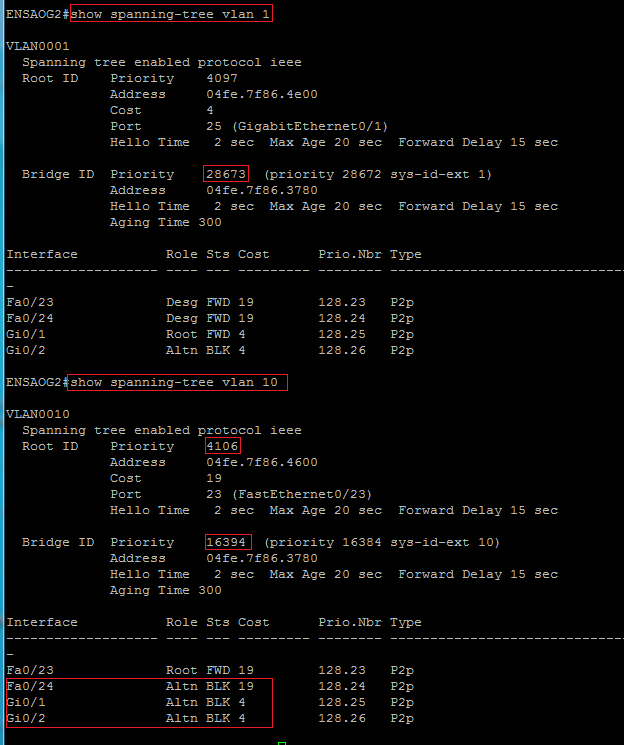 ENSAOG2#show spanning-tree vlan 1
VLAN0001
Spanning tree enabled protocol ieee
Root ID Priority 4097
Address 04fe.7f86.4e00
Cost 4
Port 25 (GigabitEthernet0/1)
Hello Time 2 sec Max Age 20 sec Forward Delay 15 sec
Bridge ID Priority 28673 (priority 28672 sys-id-ext 1)
Address 04fe.7f86.3780
Hello Time 2 sec Max Age 20 sec Forward Delay 15 sec
Aging Time 300
Interface Role Sts Cost Prio.Nbr Type
------------------- ---- --- --------- -------- -----------------------------
-
Fa0/23 Desg FWD 19 128.23 P2p
Fa0/24 Desg FWD 19 128.24 P2p
Gi0/1 Root FWD 4 128.25 P2p
Gi0/2 Altn BLK 4 128.26 P2p
ENSAOG2#show spanning-tree vlan 10
VLAN0010
Spanning tree enabled protocol ieee
Root ID Priority 4106
Address 04fe.7f86.4600
Cost 19
Port 23 (FastEthernet0/23)
Hello Time 2 sec Max Age 20 sec Forward Delay 15 sec
Bridge ID Priority 16394 (priority 16384 sys-id-ext 10)
Address 04fe.7f86.3780
Hello Time 2 sec Max Age 20 sec Forward Delay 15 sec
Aging Time 300
Interface Role Sts Cost Prio.Nbr Type
------------------- ---- --- --------- -------- -----------------------------
-
Fa0/23 Root FWD 19 128.23 P2p
Fa0/24 Altn BLK 19 128.24 P2p
Gi0/1 Altn BLK 4 128.25 P2p
Gi0/2 Altn BLK 4 128.26 P2p